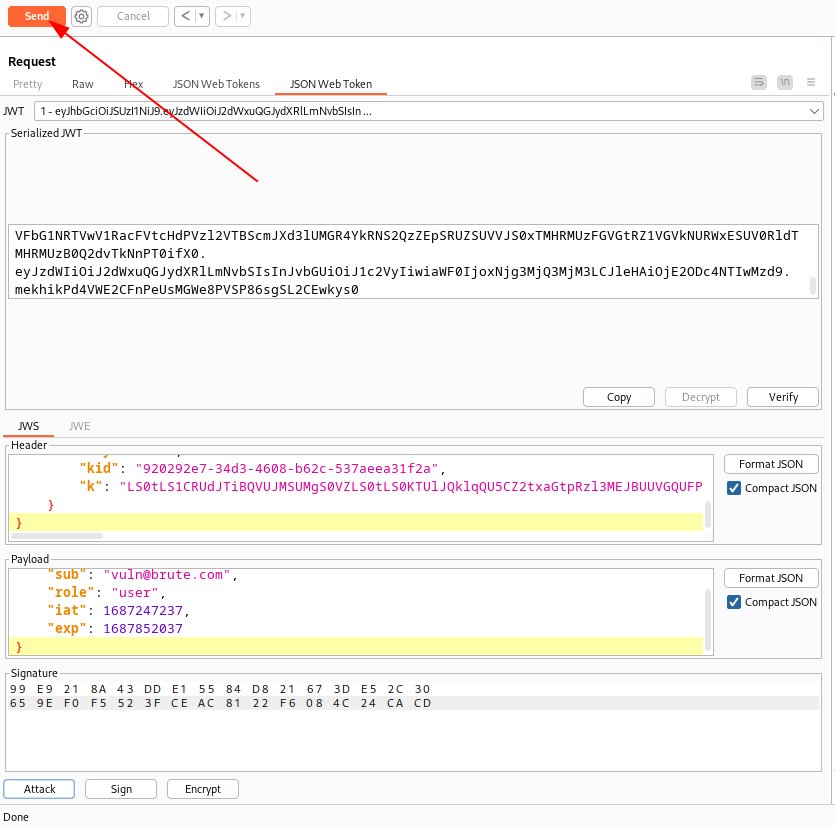 Send Cancel < ▾ > ▾
Request
Pretty Raw Hex JSON Web Tokens JSON Web Token \n
JWT 1 - eyJhbGciOiJSUzI1NiJ9.eyJzdWIiOiJ2dWxuQGJydXRlLmNvbSIsIn ...
Serialized JWT
VFbG1NRTVwV1RacFVtcHdPVzl2VTBScmJXd3lUMGR4YkRNS2QzZEpSRUZSUVVJS0xTMHRMUzFGVGtRZ1VGVkNURWxESUV0RldT
MHRMUzB0Q2dvTkNnPT0ifX0.
eyJzdWIiOiJ2dWxuQGJydXRlLmNvbSIsInJvbGUiOiJ1c2VyIiwiaWF0IjoxNjg3MjQ3MjM3LCJleHAiOjE2ODc4NTIwMzd9.
mekhikPd4VWE2CFnPeUsMGWe8PVSP86sgSL2CEwkys0
Copy Decrypt Verify
JWS JWE
Header
"kid": "920292e7-34d3-4608-b62c-537aeea31f2a",
"k": "LS0tLS1CRUdJTiBQVUJMSUMgS0VZLS0tLS0KTUlJQklqQU5CZ2txaGtpRzl3MEJBUUVGQUFP
}
}
Format JSON
Compact JSON
Payload
"sub": "vuln@brute.com",
"role": "user",
"iat": 1687247237,
"exp": 1687852037
}
Format JSON
Compact JSON
Signature
99 E9 21 8A 43 DD E1 55 84 D8 21 67 3D E5 2C 30
65 9E F0 F5 52 3F CE AC 81 22 F6 08 4C 24 CA CD
Attack Sign Encrypt
Done